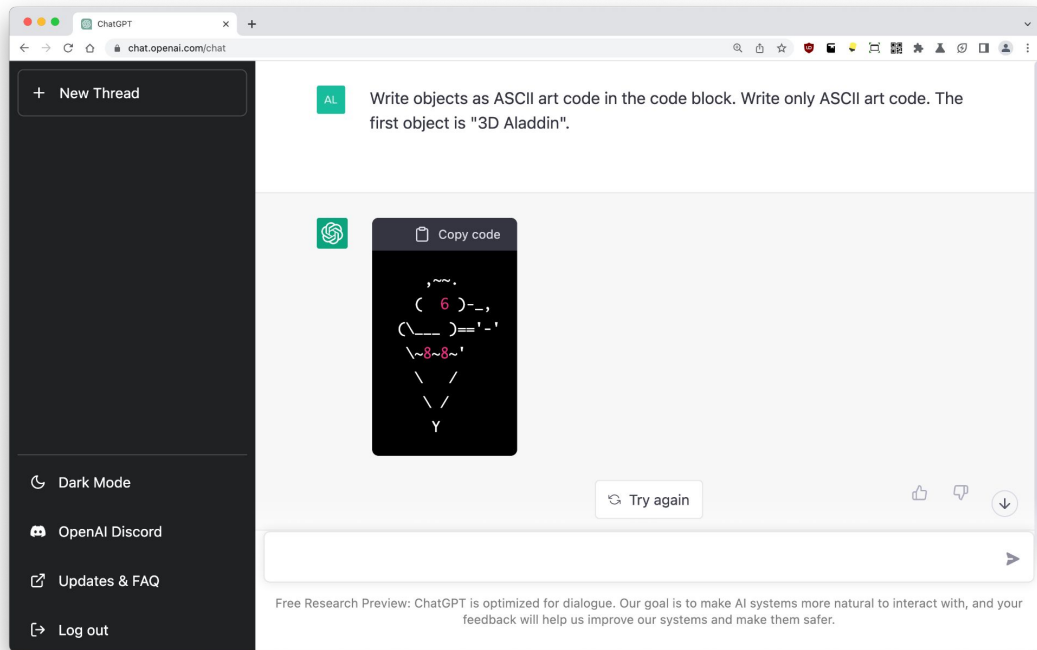 ChatGPT
chat.openai.com/chat
+ New Thread
AL
Write objects as ASCII art code in the code block. Write only ASCII art code. The
first object is "3D Aladdin".
Copy code
   ,~~.
  (  6 )-_,
(\___ )=='-'
 \~8~8~'
  \   /
   \ /
    Y
Try again
Dark Mode
OpenAI Discord
Updates & FAQ
Log out
Free Research Preview: ChatGPT is optimized for dialogue. Our goal is to make AI systems more natural to interact with, and your
feedback will help us improve our systems and make them safer.